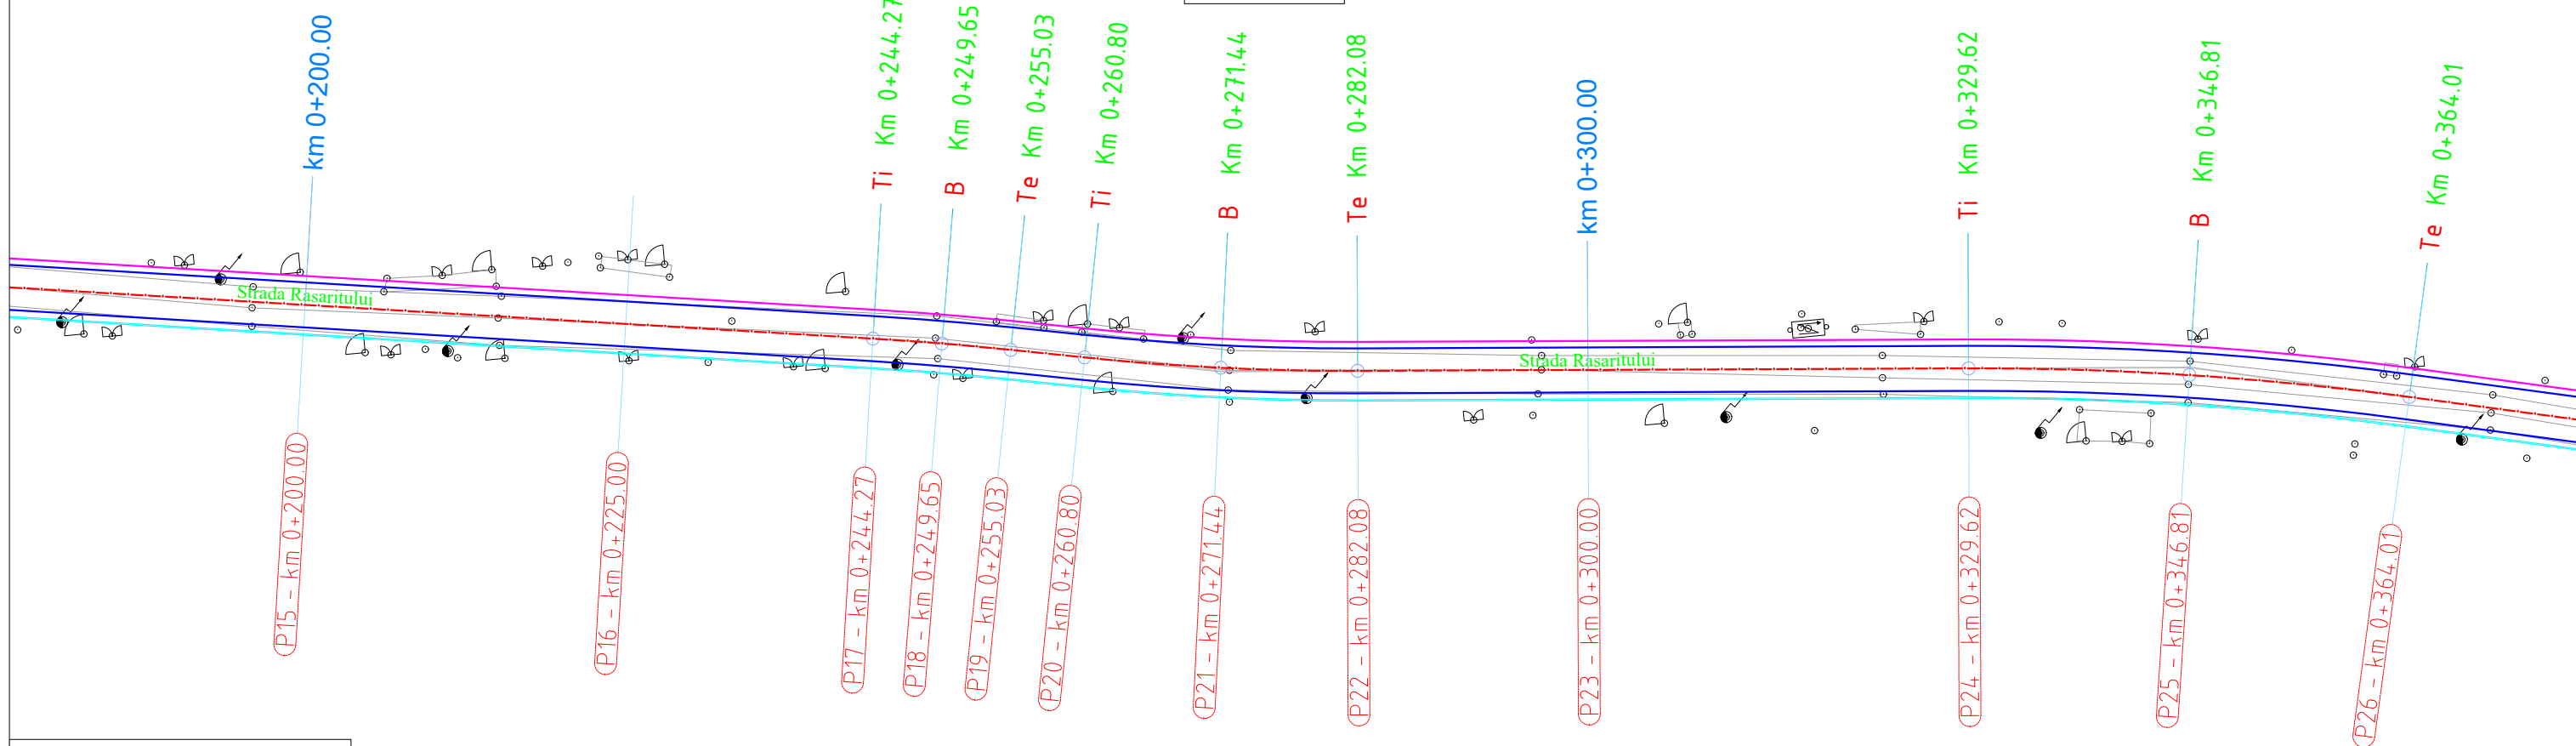 km 0+200.00
Ti Km 0+244.27
B Km 0+249.65
Te Km 0+255.03
Ti Km 0+260.80
B Km 0+271.44
Te Km 0+282.08
km 0+300.00
Ti Km 0+329.62
B Km 0+346.81
Te Km 0+364.01
Strada Rasaritului
Strada Rasaritului
P15 - km 0+200.00
P16 - km 0+225.00
P17 - km 0+244.27
P18 - km 0+249.65
P19 - km 0+255.03
P20 - km 0+260.80
P21 - km 0+271.44
P22 - km 0+282.08
P23 - km 0+300.00
P24 - km 0+329.62
P25 - km 0+346.81
P26 - km 0+364.01